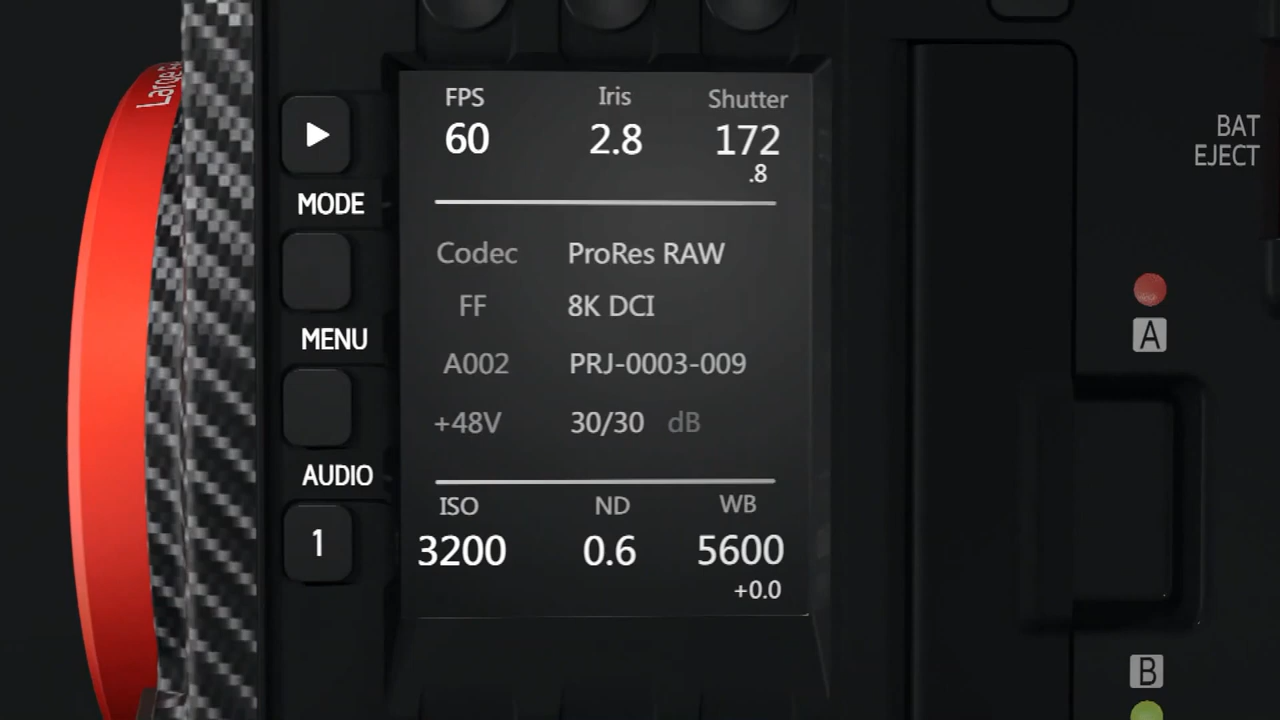 Large
FPS Iris Shutter
60 2.8 172
.8
MODE
Codec ProRes RAW
FF 8K DCI
MENU
A002 PRJ-0003-009
+48V 30/30 dB
AUDIO
ISO ND WB
3200 0.6 5600
+0.0
1
BAT
EJECT
A
B